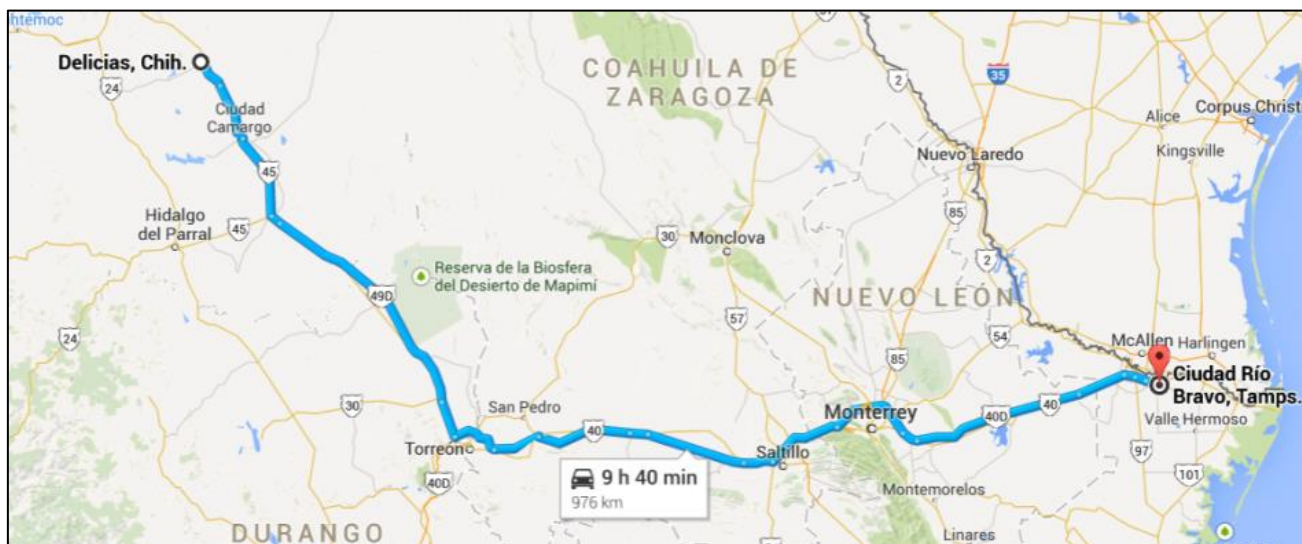 htémoc
Delicias, Chih.
24
Ciudad
Camargo
45
Hidalgo
del Parral
45
COAHUILA DE
ZARAGOZA
2
35
Alice
Corpus Christ
Kingsville
Nuevo Laredo
85
2
30
Monclova
Reserva de la Biosfera
del Desierto de Mapimí
49D
57
NUEVO LEÓN
54
McAllen
Harlingen
24
85
Ciudad Río
Bravo, Tamps.
30
San Pedro
40
Monterrey
40D
40
Valle Hermoso
Torreón
Saltillo
97
101
9 h 40 min
976 km
40D
Montemorelos
DURANGO
Linares